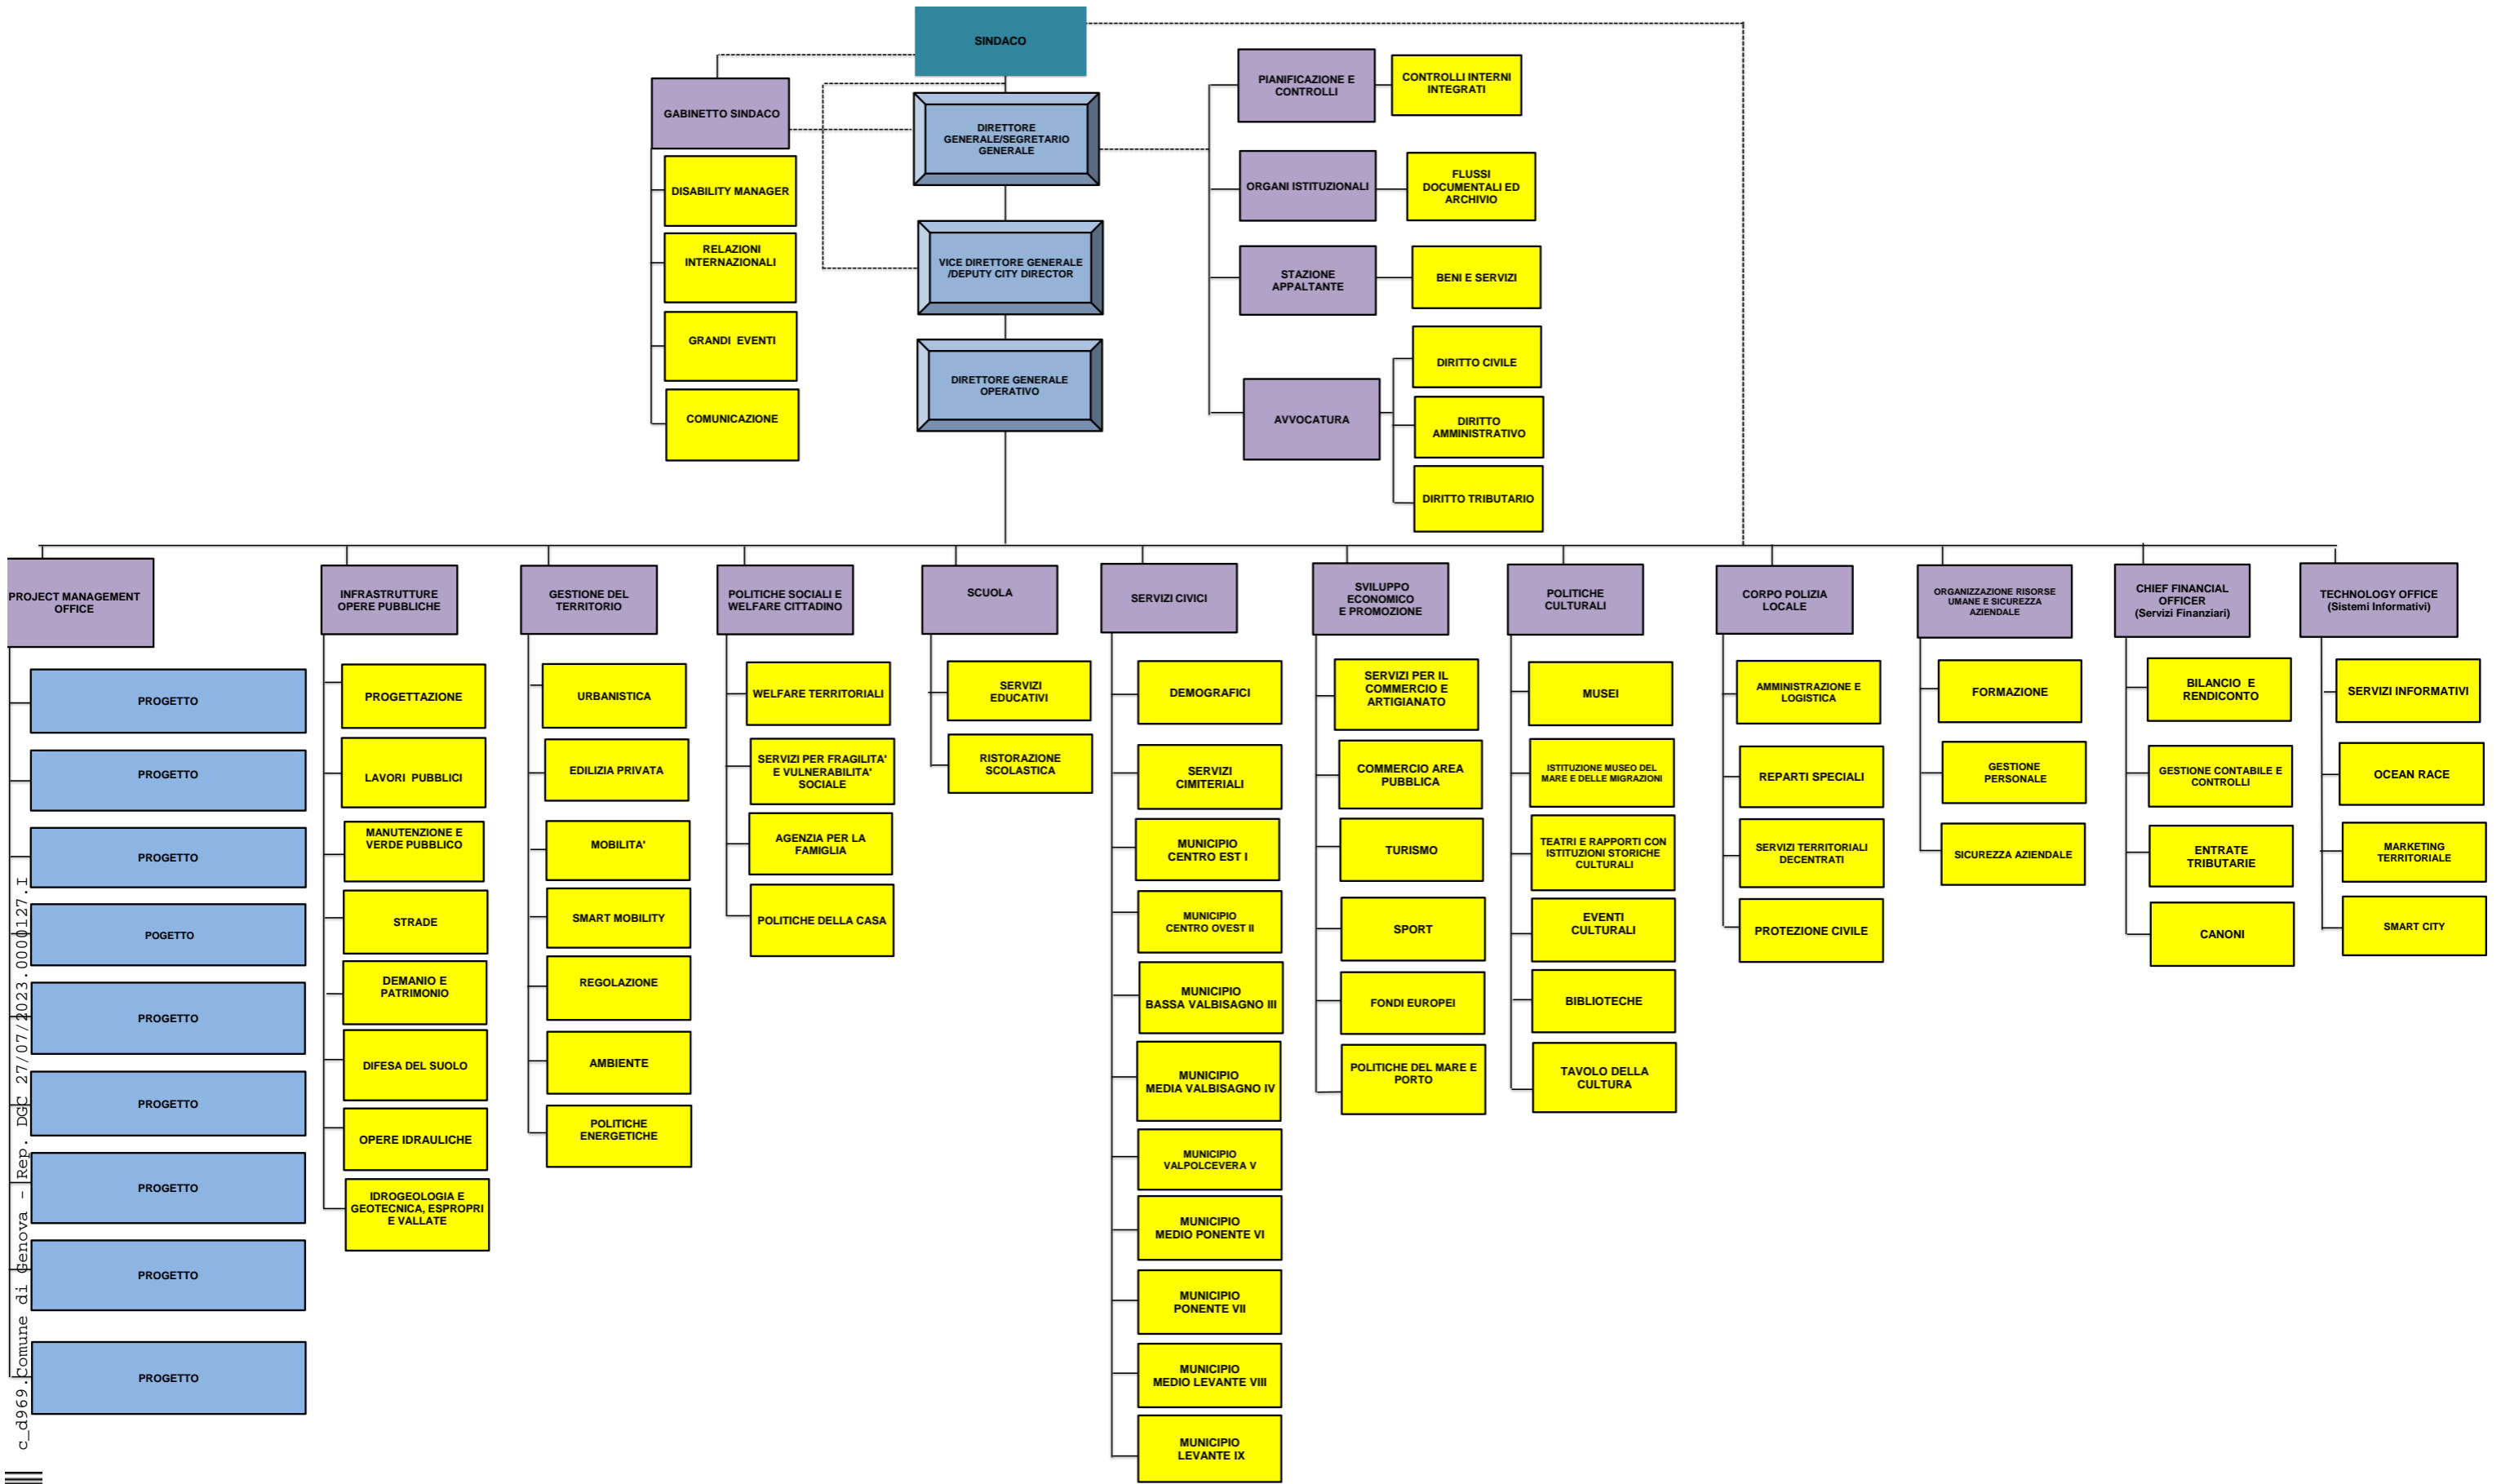 SINDACO
GABINETTO SINDACO
DISABILITY MANAGER
RELAZIONI
INTERNAZIONALI
GRANDI EVENTI
COMUNICAZIONE
DIRETTORE
GENERALE/SEGRETARIO
GENERALE
VICE DIRETTORE GENERALE
/DEPUTY CITY DIRECTOR
DIRETTORE GENERALE
OPERATIVO
PIANIFICAZIONE E
CONTROLLI
CONTROLLI INTERNI
INTEGRATI
ORGANI ISTITUZIONALI
FLUSSI
DOCUMENTALI ED
ARCHIVIO
STAZIONE
APPALTANTE
BENI E SERVIZI
AVVOCATURA
DIRITTO CIVILE
DIRITTO
AMMINISTRATIVO
DIRITTO TRIBUTARIO
PROJECT MANAGEMENT
OFFICE
PROGETTO
PROGETTO
PROGETTO
POGETTO
PROGETTO
PROGETTO
PROGETTO
PROGETTO
PROGETTO
INFRASTRUTTURE
OPERE PUBBLICHE
PROGETTAZIONE
LAVORI PUBBLICI
MANUTENZIONE E
VERDE PUBBLICO
STRADE
DEMANIO E
PATRIMONIO
DIFESA DEL SUOLO
OPERE IDRAULICHE
IDROGEOLOGIA E
GEOTECNICA, ESPROPRI
E VALLATE
GESTIONE DEL
TERRITORIO
URBANISTICA
EDILIZIA PRIVATA
MOBILITA'
SMART MOBILITY
REGOLAZIONE
AMBIENTE
POLITICHE
ENERGETICHE
POLITICHE SOCIALI E
WELFARE CITTADINO
WELFARE TERRITORIALI
SERVIZI PER FRAGILITA'
E VULNERABILITA'
SOCIALE
AGENZIA PER LA
FAMIGLIA
POLITICHE DELLA CASA
SCUOLA
SERVIZI
EDUCATIVI
RISTORAZIONE
SCOLASTICA
SERVIZI CIVICI
DEMOGRAFICI
SERVIZI
CIMITERIALI
MUNICIPIO
CENTRO EST I
MUNICIPIO
CENTRO OVEST II
MUNICIPIO
BASSA VALBISAGNO III
MUNICIPIO
MEDIA VALBISAGNO IV
MUNICIPIO
VALPOLCEVERA V
MUNICIPIO
MEDIO PONENTE VI
MUNICIPIO
PONENTE VII
MUNICIPIO
MEDIO LEVANTE VIII
MUNICIPIO
LEVANTE IX
SVILUPPO
ECONOMICO
E PROMOZIONE
SERVIZI PER IL
COMMERCIO E
ARTIGIANATO
COMMERCIO AREA
PUBBLICA
TURISMO
SPORT
FONDI EUROPEI
POLITICHE DEL MARE E
PORTO
POLITICHE
CULTURALI
MUSEI
ISTITUZIONE MUSEO DEL
MARE E DELLE MIGRAZIONI
TEATRI E RAPPORTI CON
ISTITUZIONI STORICHE
CULTURALI
EVENTI
CULTURALI
BIBLIOTECHE
TAVOLO DELLA
CULTURA
CORPO POLIZIA
LOCALE
AMMINISTRAZIONE E
LOGISTICA
REPARTI SPECIALI
SERVIZI TERRITORIALI
DECENTRATI
PROTEZIONE CIVILE
ORGANIZZAZIONE RISORSE
UMANE E SICUREZZA
AZIENDALE
FORMAZIONE
GESTIONE
PERSONALE
SICUREZZA AZIENDALE
CHIEF FINANCIAL
OFFICER
(Servizi Finanziari)
BILANCIO E
RENDICONTO
GESTIONE CONTABILE E
CONTROLLI
ENTRATE
TRIBUTARIE
CANONI
TECHNOLOGY OFFICE
(Sistemi Informativi)
SERVIZI INFORMATIVI
OCEAN RACE
MARKETING
TERRITORIALE
SMART CITY
c_d969.Comune di Genova - Rep. DGC 27/07/2023.0000127.I